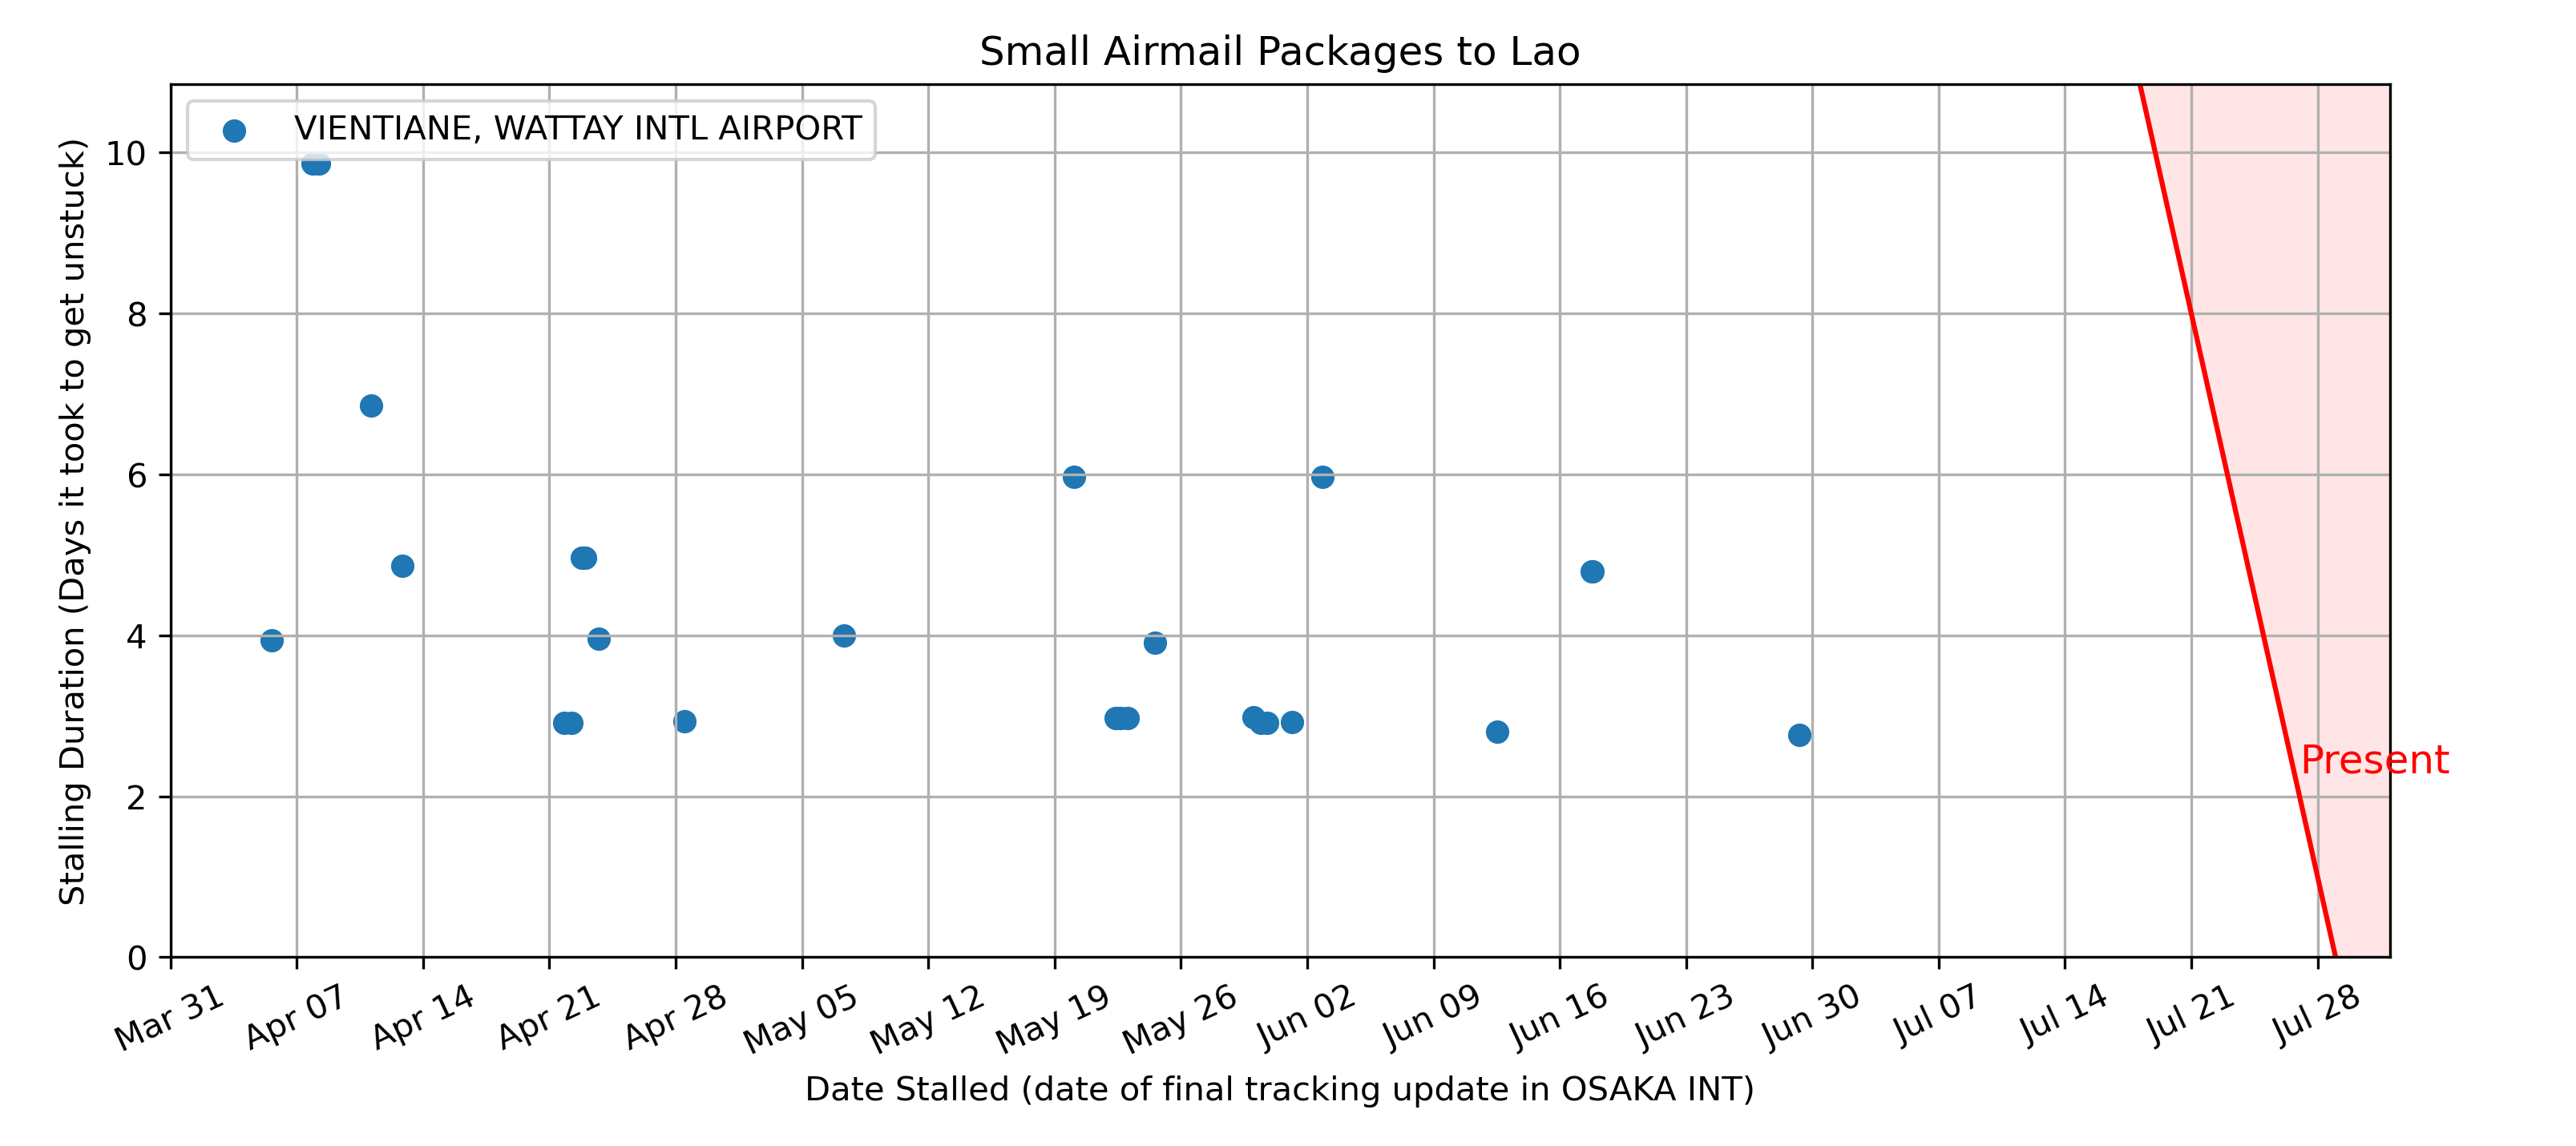 Small Airmail Packages to Lao
VIENTIANE, WATTAY INTL AIRPORT
Stalling Duration (Days it took to get unstuck)
10
8
6
4
2
0
Present
Mar 31
Apr 07
Apr 14
Apr 21
Apr 28
May 05
May 12
May 19
May 26
Jun 02
Jun 09
Jun 16
Jun 23
Jun 30
Jul 07
Jul 14
Jul 21
Jul 28
Date Stalled (date of final tracking update in OSAKA INT)